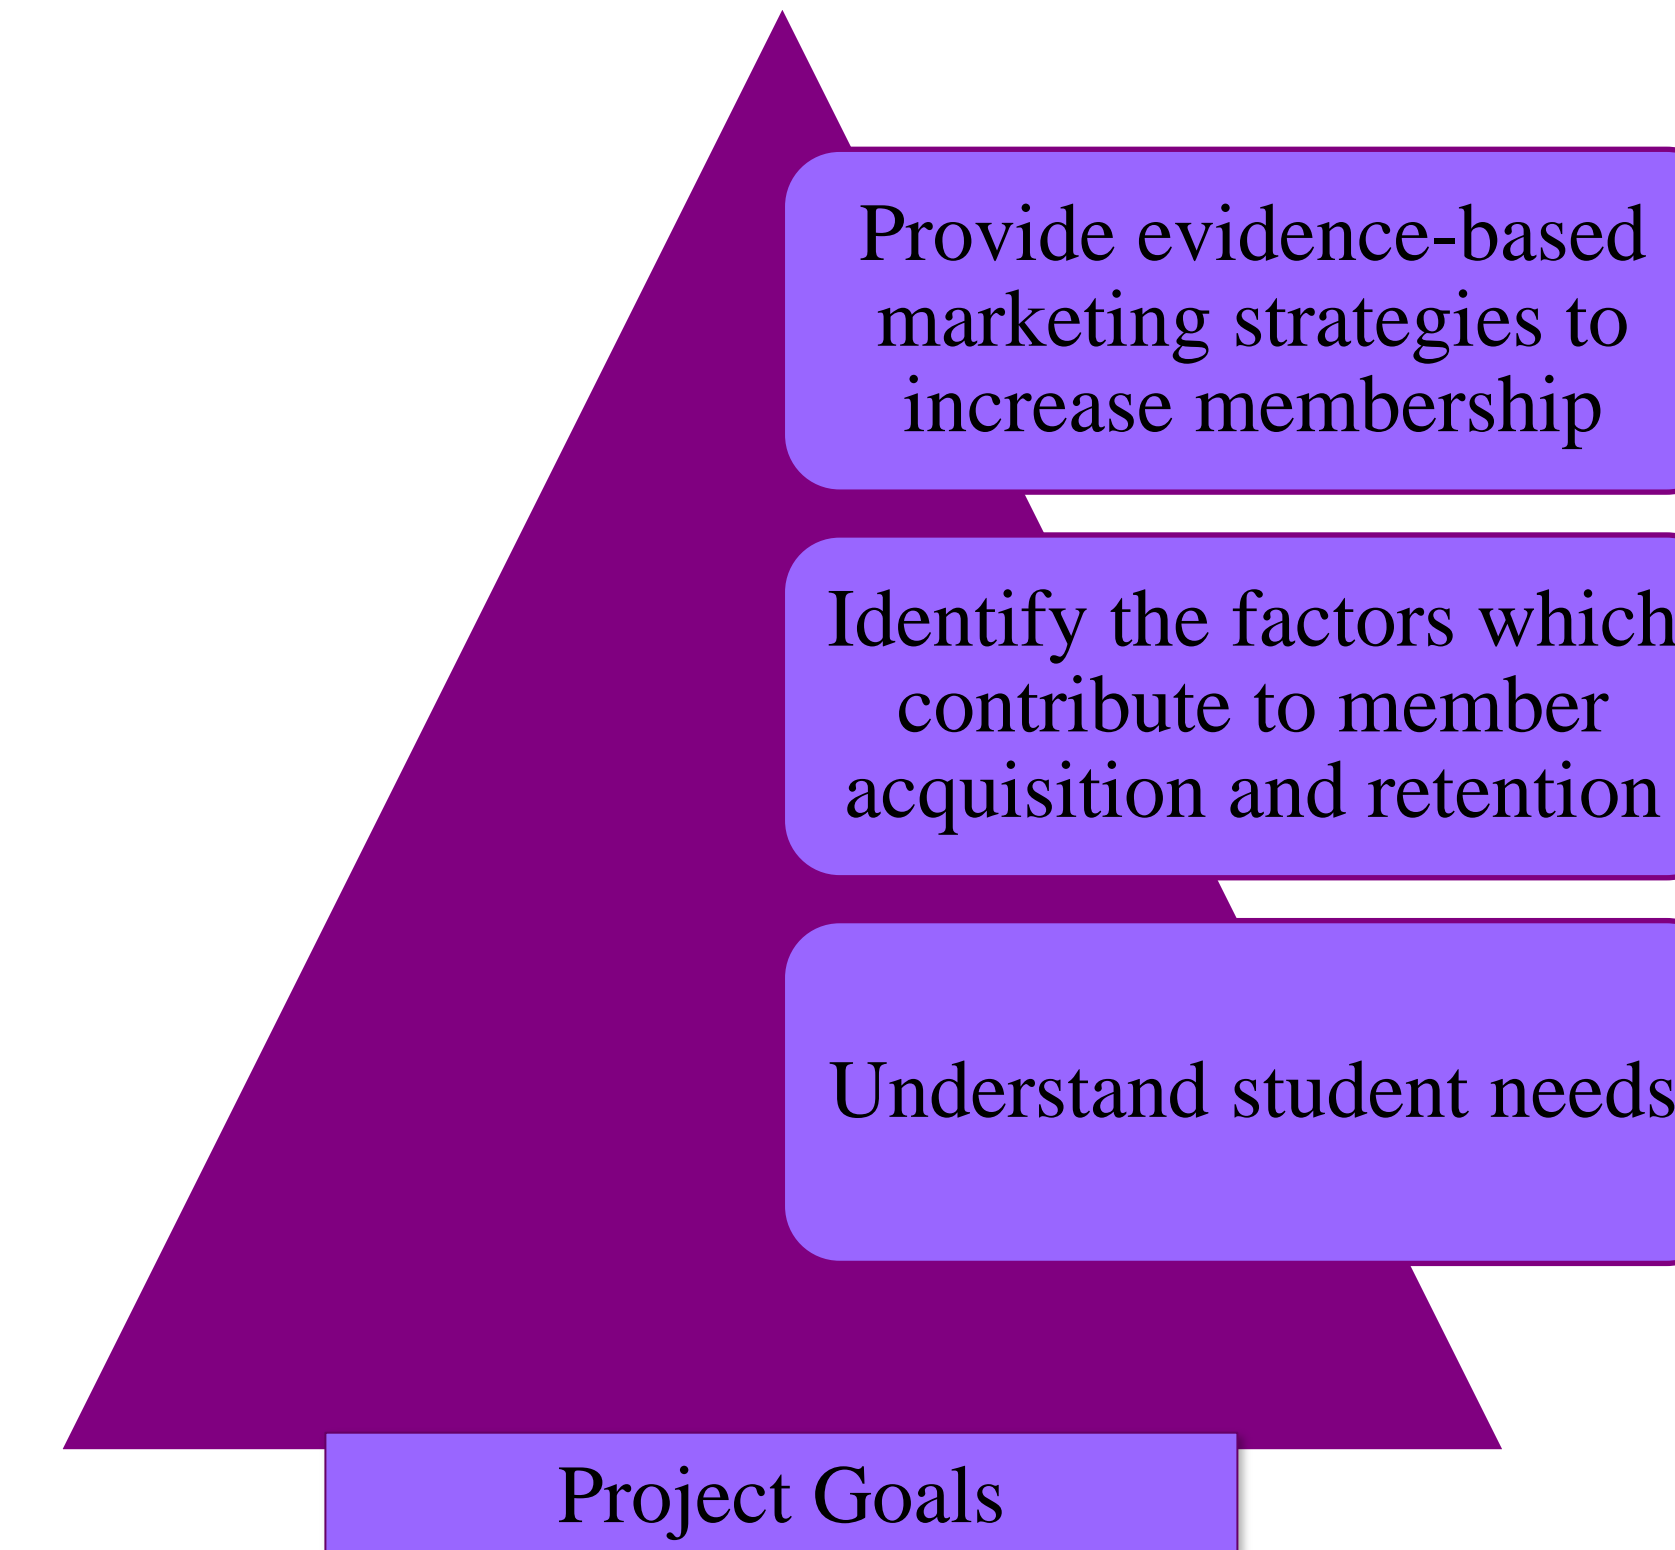 Provide evidence-based
marketing strategies to
increase membership
Identify the factors which
contribute to member
acquisition and retention
Understand student needs
Project Goals